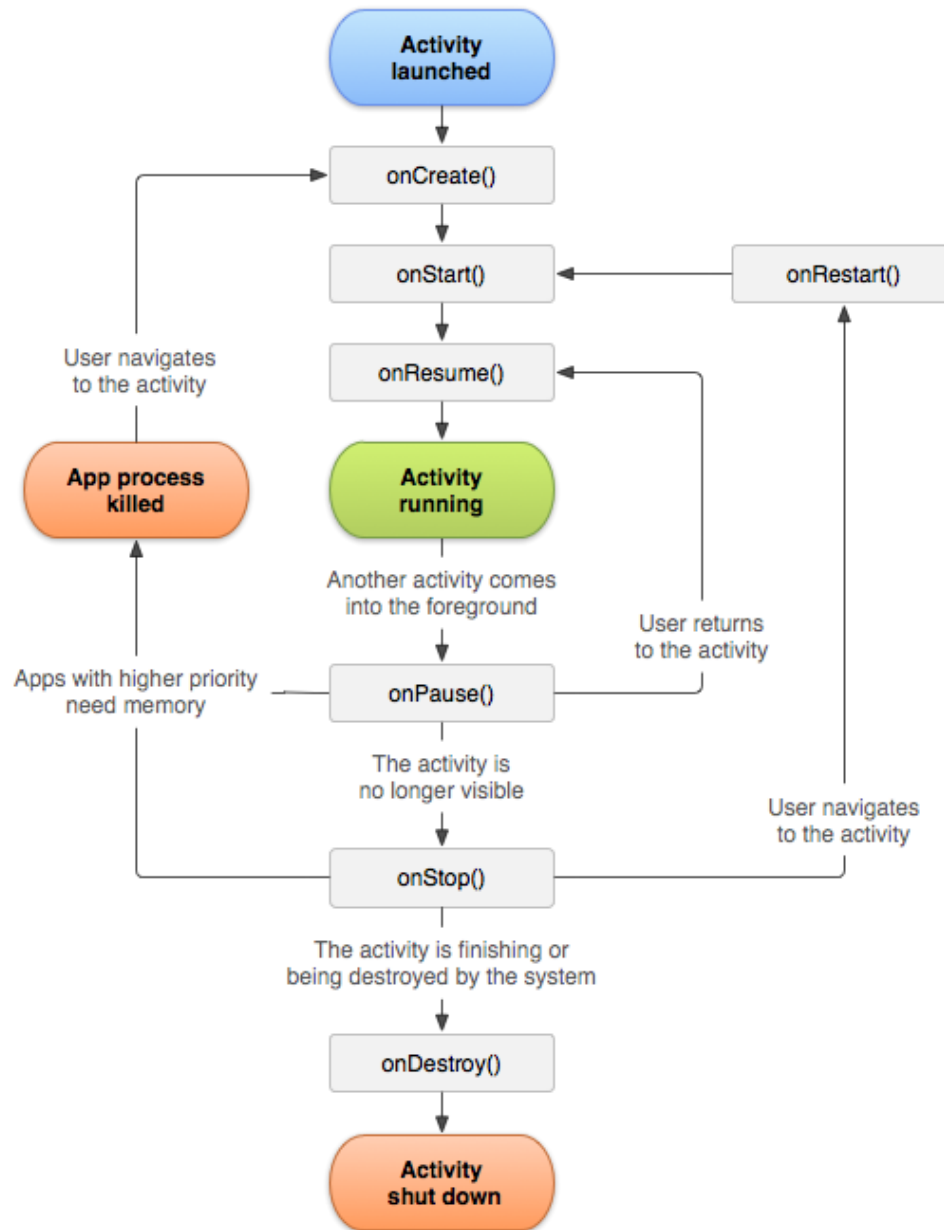 Activity
launched
onCreate()
onStart()
onRestart()
User navigates
to the activity
onResume()
App process
killed
Activity
running
Another activity comes
into the foreground
User returns
to the activity
Apps with higher priority
need memory
onPause()
The activity is
no longer visible
User navigates
to the activity
onStop()
The activity is finishing or
being destroyed by the system
onDestroy()
Activity
shut down